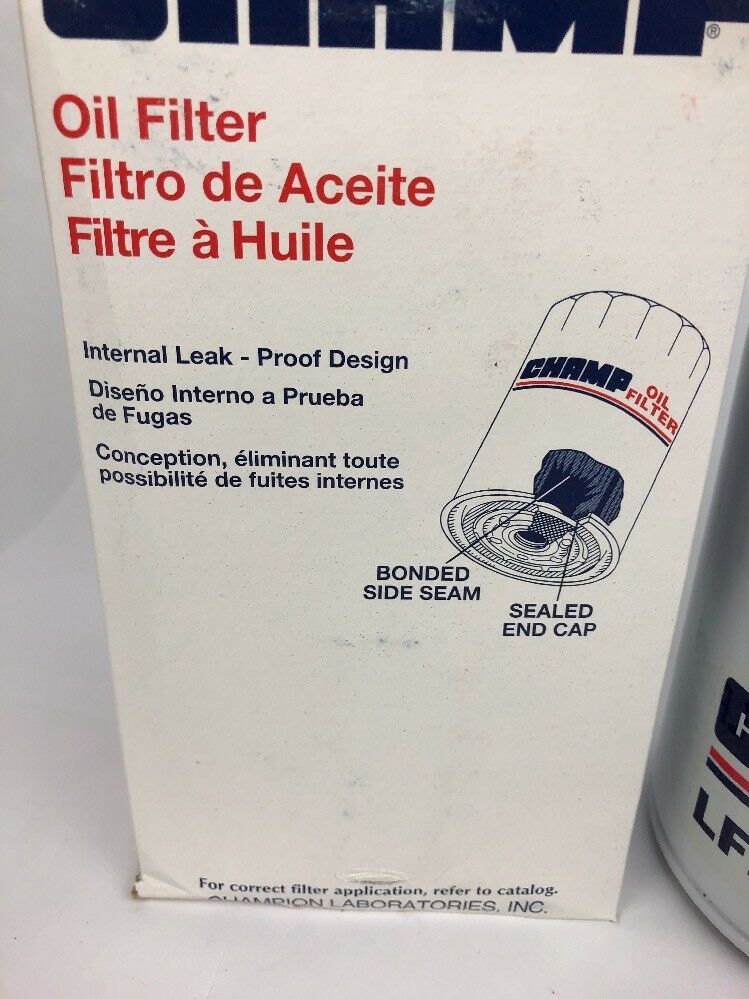 CHAMP®
Oil Filter
Filtro de Aceite
Filtre à Huile
Internal Leak - Proof Design
Diseño Interno a Prueba
de Fugas
Conception, éliminant toute
possibilité de fuites internes
CHAMP
OIL
FILTER
BONDED
SIDE SEAM
SEALED
END CAP
For correct filter application, refer to catalog.
CHAMPION LABORATORIES, INC.
LF